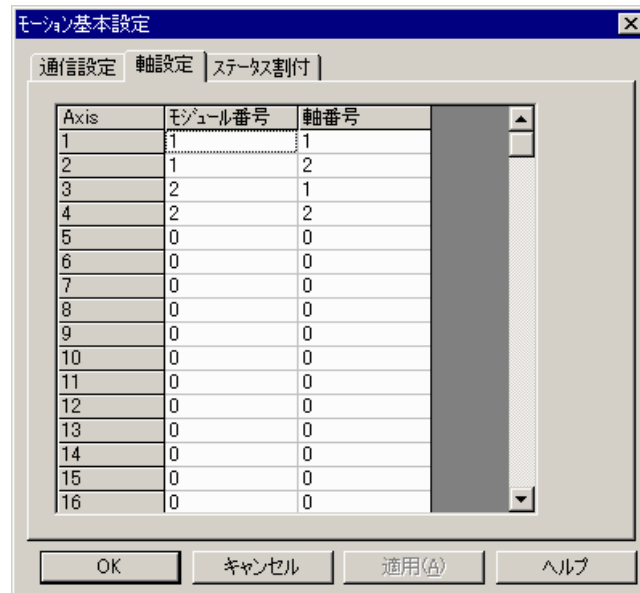 モーション基本設定
通信設定 軸設定 ステータス割付
Axis モジュール番号 軸番号
1 1 1
2 1 2
3 2 1
4 2 2
5 0 0
6 0 0
7 0 0
8 0 0
9 0 0
10 0 0
11 0 0
12 0 0
13 0 0
14 0 0
15 0 0
16 0 0
OK キャンセル 適用(A) ヘルプ